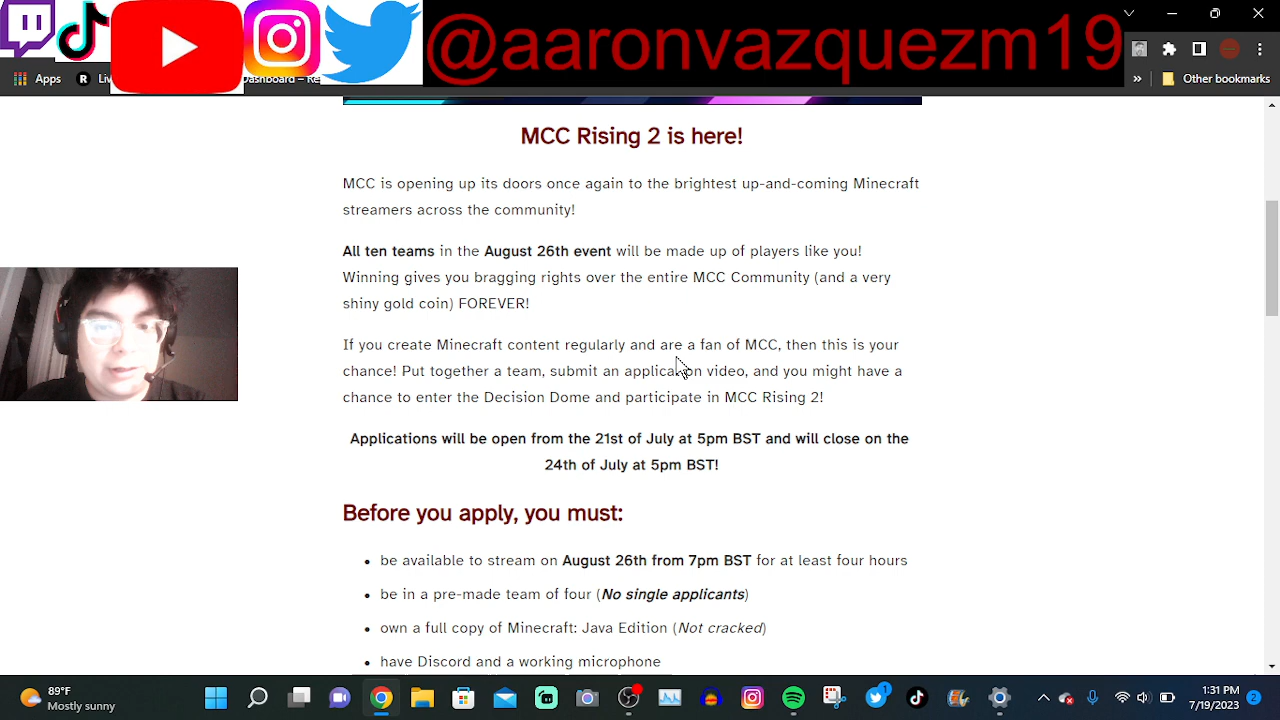 @aaronvazquezm19
Apps
Other bookmarks
MCC Rising 2 is here!
MCC is opening up its doors once again to the brightest up-and-coming Minecraft
streamers across the community!
All ten teams in the August 26th event will be made up of players like you!
Winning gives you bragging rights over the entire MCC Community (and a very
shiny gold coin) FOREVER!
If you create Minecraft content regularly and are a fan of MCC, then this is your
chance! Put together a team, submit an application video, and you might have a
chance to enter the Decision Dome and participate in MCC Rising 2!
Applications will be open from the 21st of July at 5pm BST and will close on the
24th of July at 5pm BST!
Before you apply, you must:
• be available to stream on August 26th from 7pm BST for at least four hours
• be in a pre-made team of four (No single applicants)
• own a full copy of Minecraft: Java Edition (Not cracked)
• have Discord and a working microphone
89°F
Mostly sunny
1
1:31 PM
7/19/2023
2